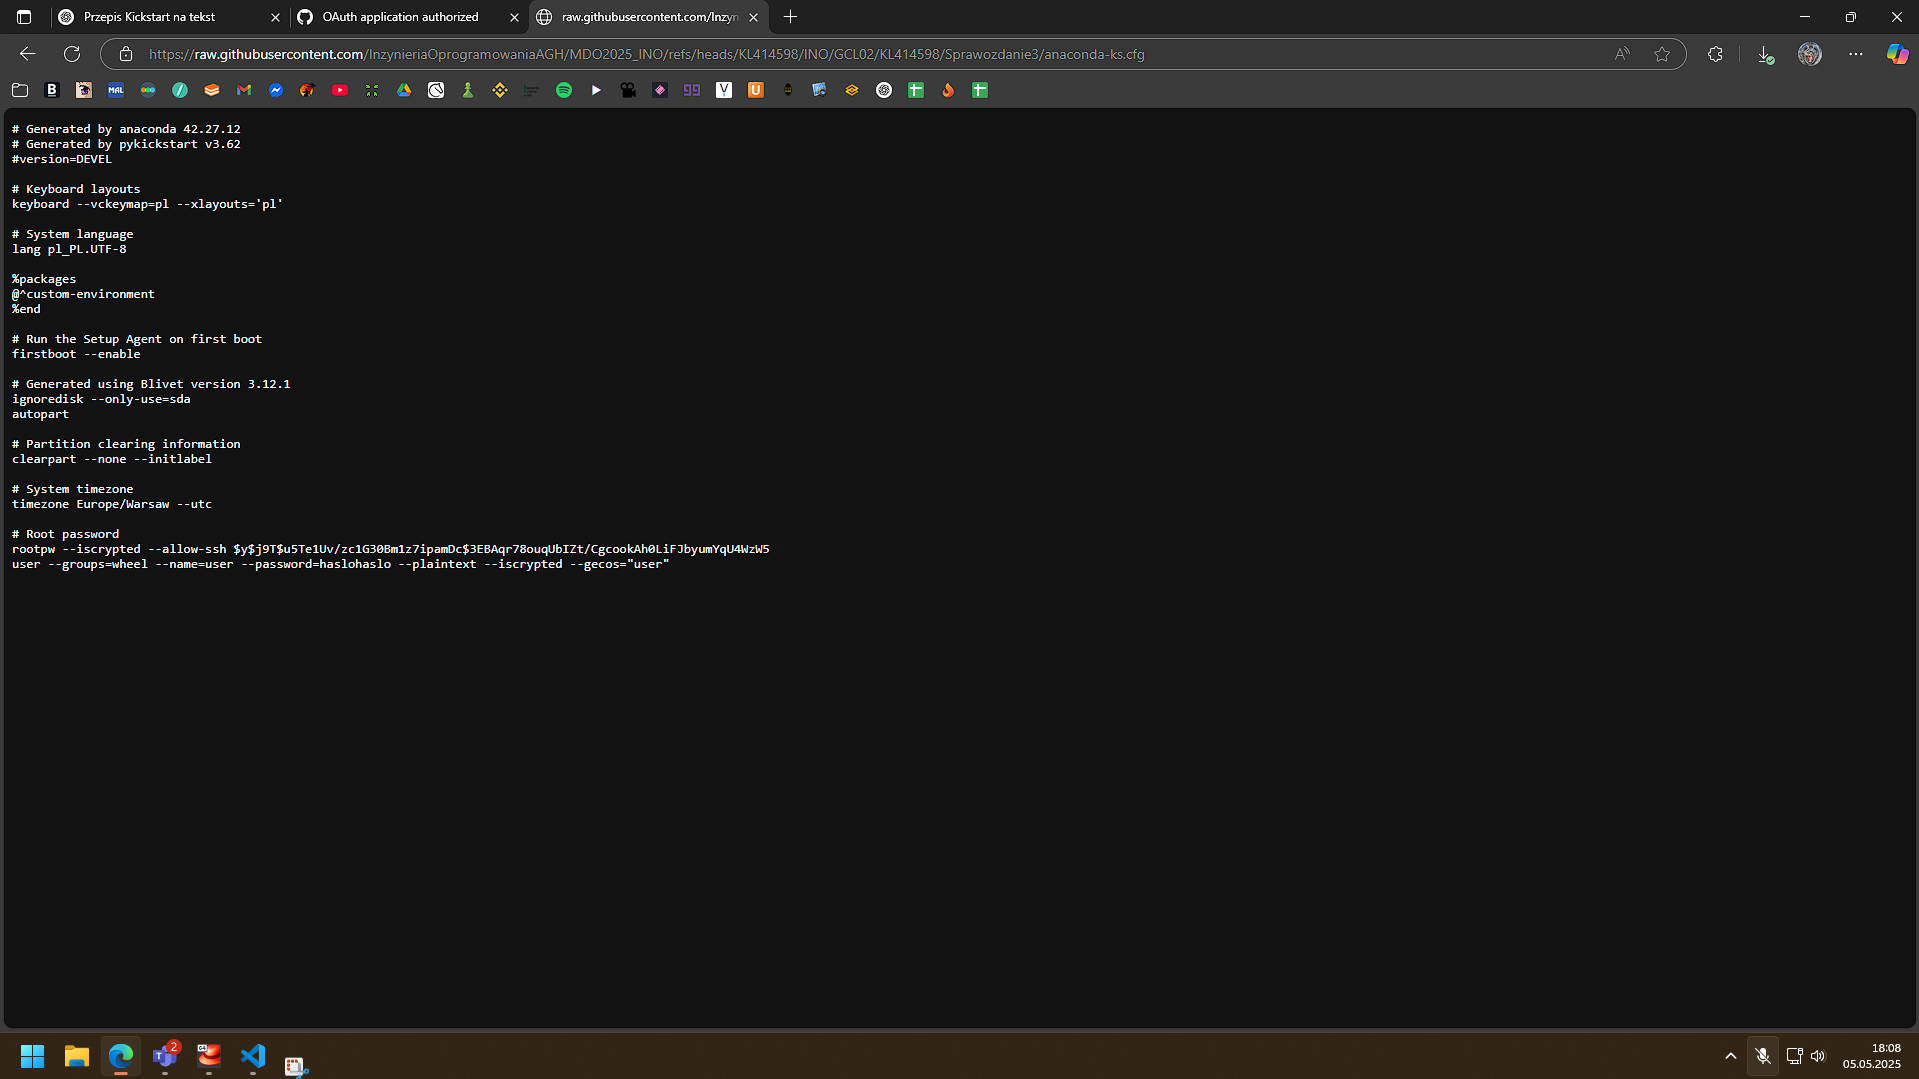 Przepis Kickstart na tekst
OAuth application authorized
raw.githubusercontent.com/Inzyn
https://raw.githubusercontent.com/InzynieriaOprogramowaniaAGH/MDO2025_INO/refs/heads/KL414598/INO/GCL02/KL414598/Sprawozdanie3/anaconda-ks.cfg
# Generated by anaconda 42.27.12
# Generated by pykickstart v3.62
#version=DEVEL
# Keyboard layouts
keyboard --vckeymap=pl --xlayouts='pl'
# System language
lang pl_PL.UTF-8
%packages
@^custom-environment
%end
# Run the Setup Agent on first boot
firstboot --enable
# Generated using Blivet version 3.12.1
ignoredisk --only-use=sda
autopart
# Partition clearing information
clearpart --none --initlabel
# System timezone
timezone Europe/Warsaw --utc
# Root password
rootpw --iscrypted --allow-ssh $y$j9T$u5Te1Uv/zc1G30Bm1z7ipamDc$3EBAqr78ouqUbIZt/CgcookAh0LiFJbyumYqU4WzW5
user --groups=wheel --name=user --password=haslohaslo --plaintext --iscrypted --gecos="user"
2
18:08
05.05.2025